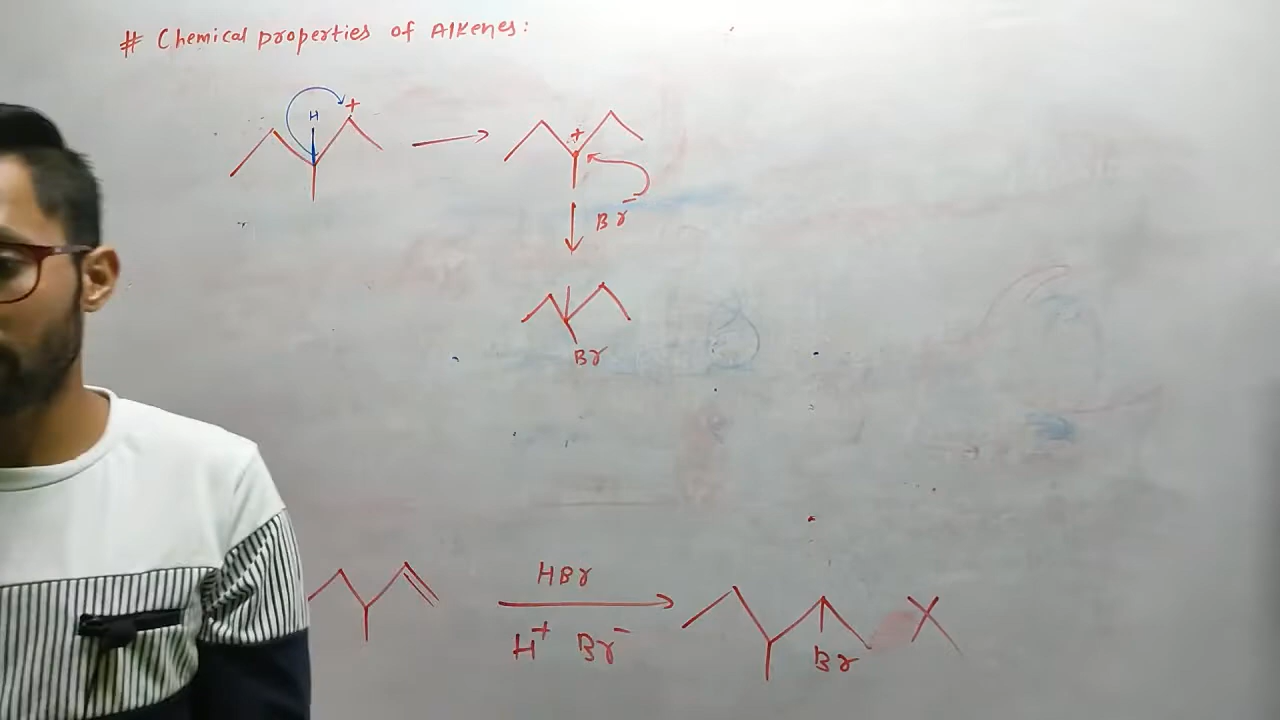 # Chemical properties of Alkenes:
H +
+
Br-
Br
HBr
H+ Br-
Br